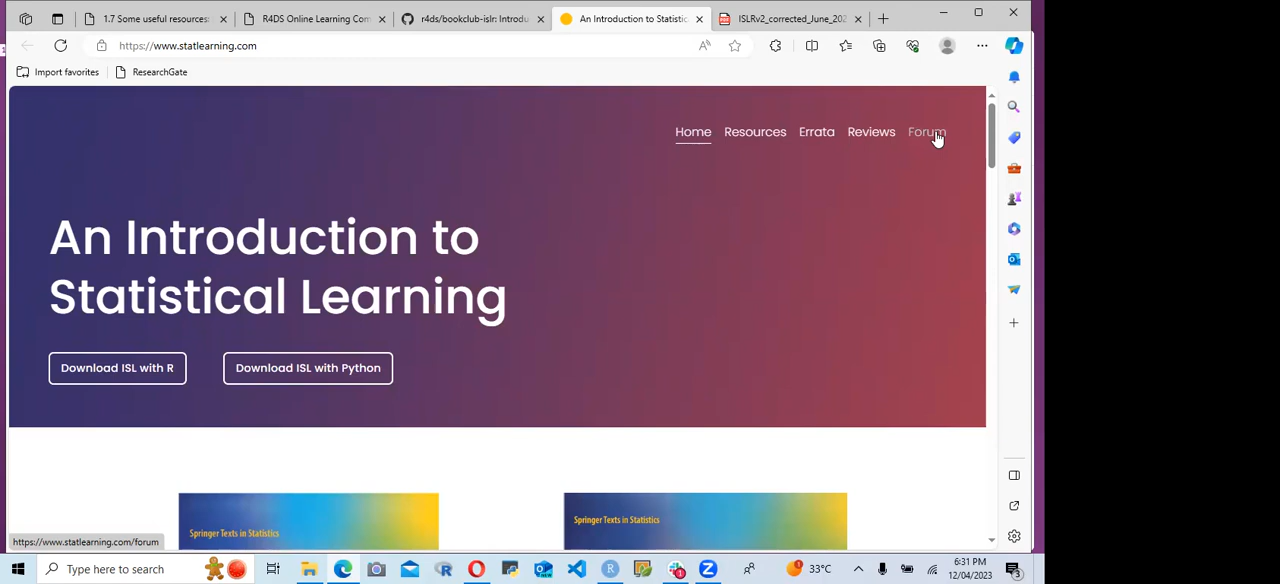 1.7 Some useful resources:
R4DS Online Learning Com
r4ds/bookclub-islr: Introdu
An Introduction to Statistic
ISLRv2_corrected_June_202
https://www.statlearning.com
Import favorites
ResearchGate
Home Resources Errata Reviews Forum
An Introduction to
Statistical Learning
Download ISL with R
Download ISL with Python
Springer Texts in Statistics
Springer Texts in Statistics
https://www.statlearning.com/forum
Type here to search
33°C
6:31 PM
12/04/2023